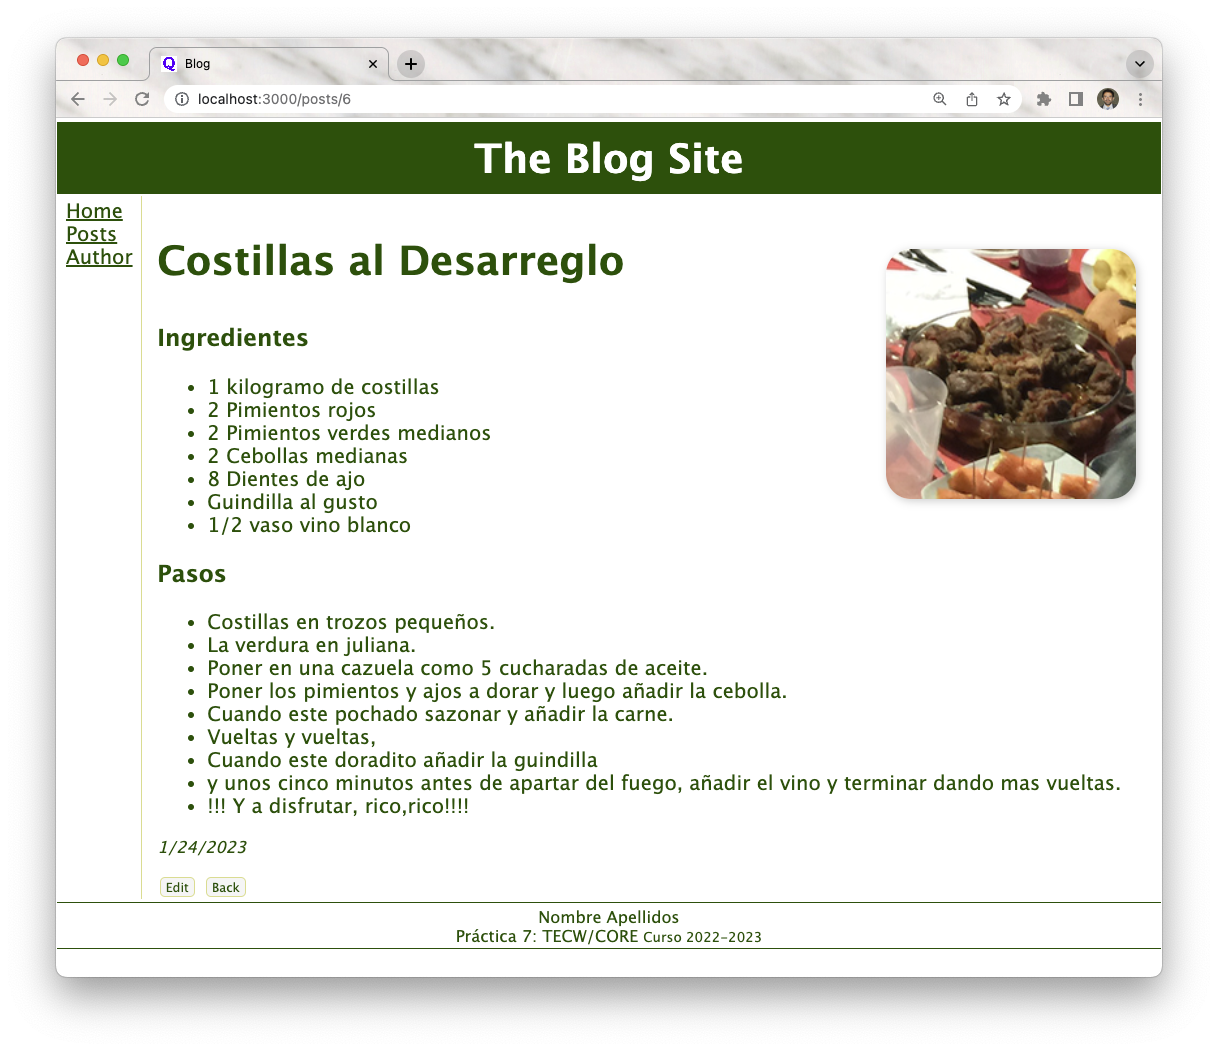 Blog
localhost:3000/posts/6
The Blog Site
Home
Posts
Author
Costillas al Desarreglo
Ingredientes
• 1 kilogramo de costillas
• 2 Pimientos rojos
• 2 Pimientos verdes medianos
• 2 Cebollas medianas
• 8 Dientes de ajo
• Guindilla al gusto
• 1/2 vaso vino blanco
Pasos
• Costillas en trozos pequeños.
• La verdura en juliana.
• Poner en una cazuela como 5 cucharadas de aceite.
• Poner los pimientos y ajos a dorar y luego añadir la cebolla.
• Cuando este pochado sazonar y añadir la carne.
• Vueltas y vueltas,
• Cuando este doradito añadir la guindilla
• y unos cinco minutos antes de apartar del fuego, añadir el vino y terminar dando mas vueltas.
• !!! Y a disfrutar, rico,rico!!!!
1/24/2023
Edit Back
Nombre Apellidos
Práctica 7: TECW/CORE Curso 2022-2023